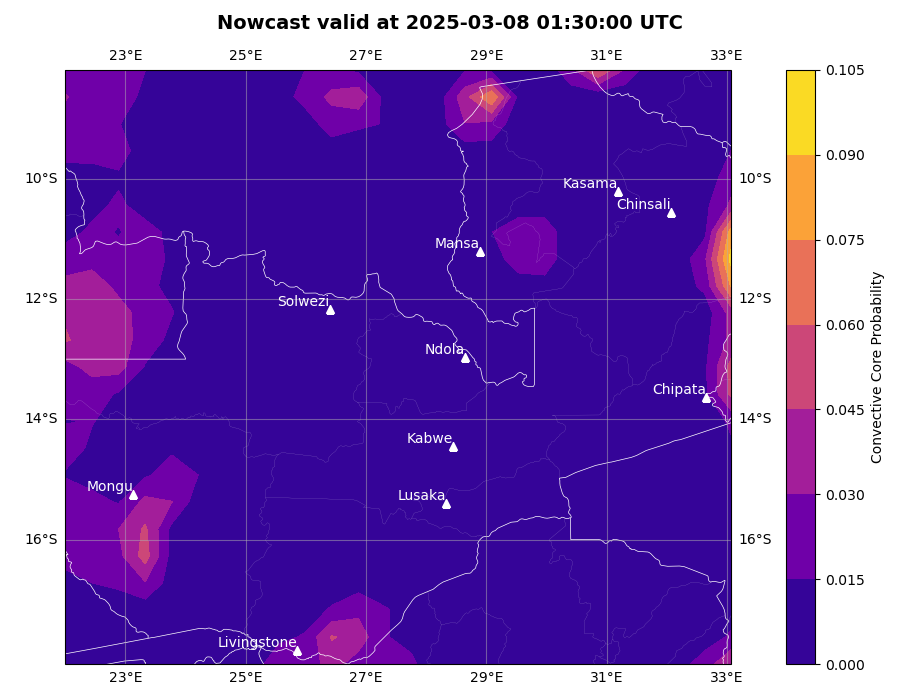 Nowcast valid at 2025-03-08 01:30:00 UTC
23°E 25°E 27°E 29°E 31°E 33°E
0.105
0.090
10°S 10°S
Kasama
Chinsali
0.075
Mansa
12°S 12°S
Solwezi
0.060
Ndola
Chipata
0.045
14°S 14°S
Kabwe
Mongu
Lusaka
0.030
16°S 16°S
0.015
Livingstone
0.000
23°E 25°E 27°E 29°E 31°E 33°E
Convective Core Probability